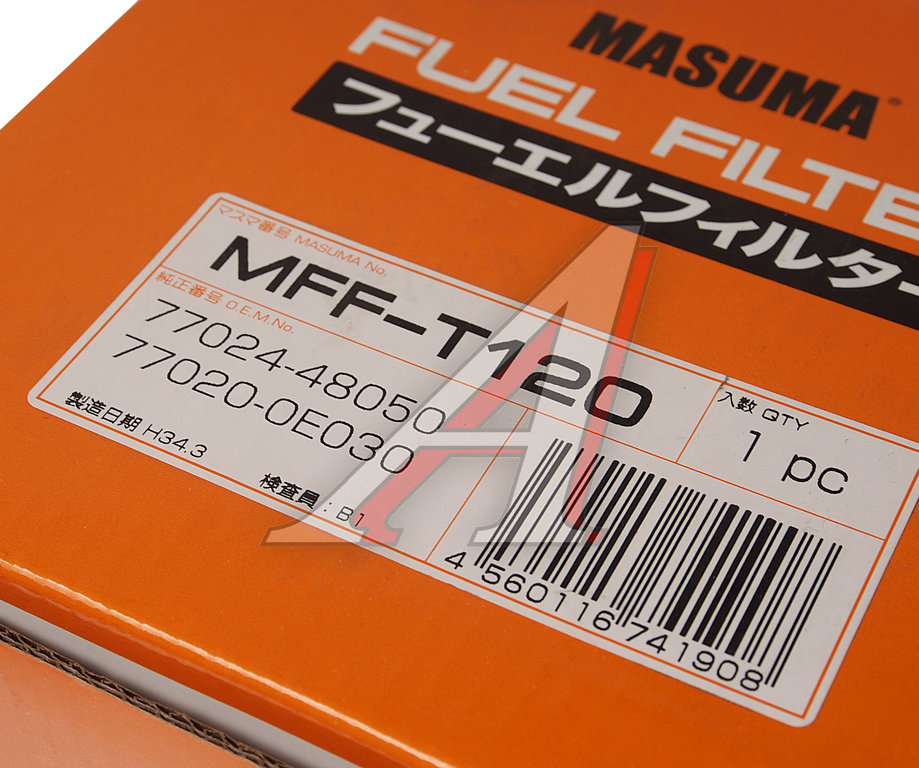 MASUMA®
FUEL FILTE
フューエルフィルター
マスマ番号 MASUMA No.
MFF-T120
純正番号 O.E.M.No.
77024-48050
77020-0E030
製造日期 H34.3
検査員:B1
入数 QTY
1 pc
4 560116 741908